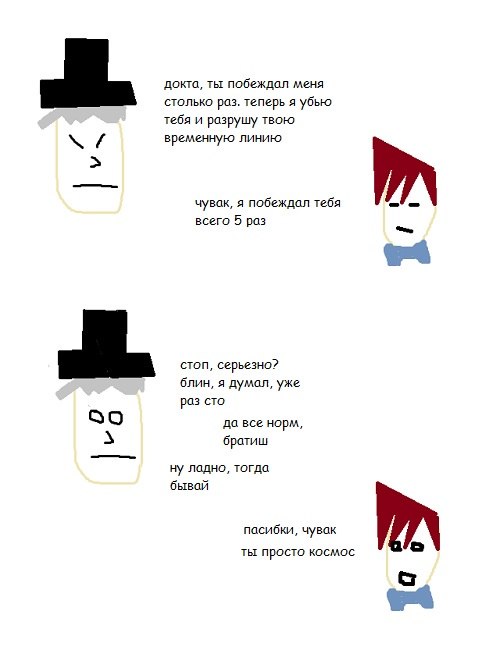 докта, ты побеждал меня
столько раз. теперь я убью
тебя и разрушу твою
временную линию
чувак, я побеждал тебя
всего 5 раз
стоп, серьезно?
блин, я думал, уже
раз сто
да все норм,
братиш
ну ладно, тогда
бывай
пасибки, чувак
ты просто космос